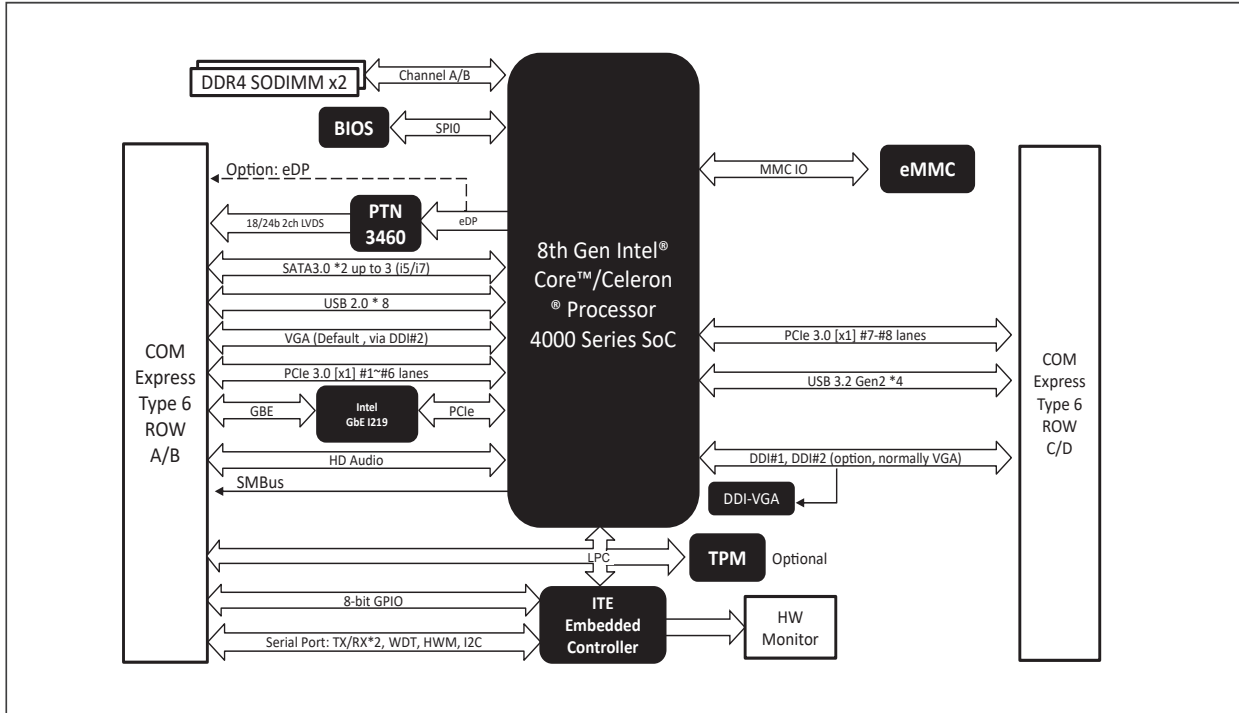 DDR4 SODIMM x2
Channel A/B
BIOS
SPI0
Option: eDP
MMC IO
eMMC
18/24b 2ch LVDS
PTN
3460
eDP
8th Gen Intel®
Core™/Celeron
® Processor
4000 Series SoC
SATA3.0 *2 up to 3 (i5/i7)
USB 2.0 * 8
VGA (Default , via DDI#2)
PCIe 3.0 [x1] #1~#6 lanes
GBE
Intel
GbE I219
PCIe
HD Audio
SMBus
COM
Express
Type 6
ROW
A/B
PCIe 3.0 [x1] #7-#8 lanes
USB 3.2 Gen2 *4
DDI#1, DDI#2 (option, normally VGA)
DDI-VGA
COM
Express
Type 6
ROW
C/D
LPC
TPM
Optional
8-bit GPIO
Serial Port: TX/RX*2, WDT, HWM, I2C
ITE
Embedded
Controller
HW
Monitor